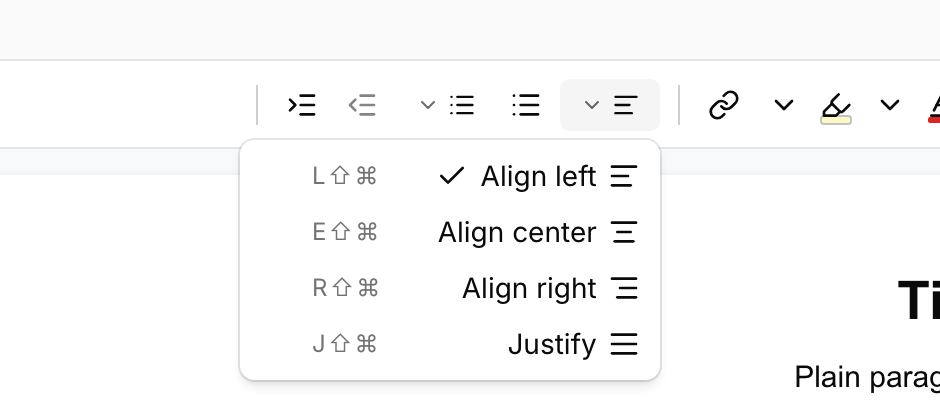 Align left L⇧⌘
Align center E⇧⌘
Align right R⇧⌘
Justify J⇧⌘
Ti
Plain parag